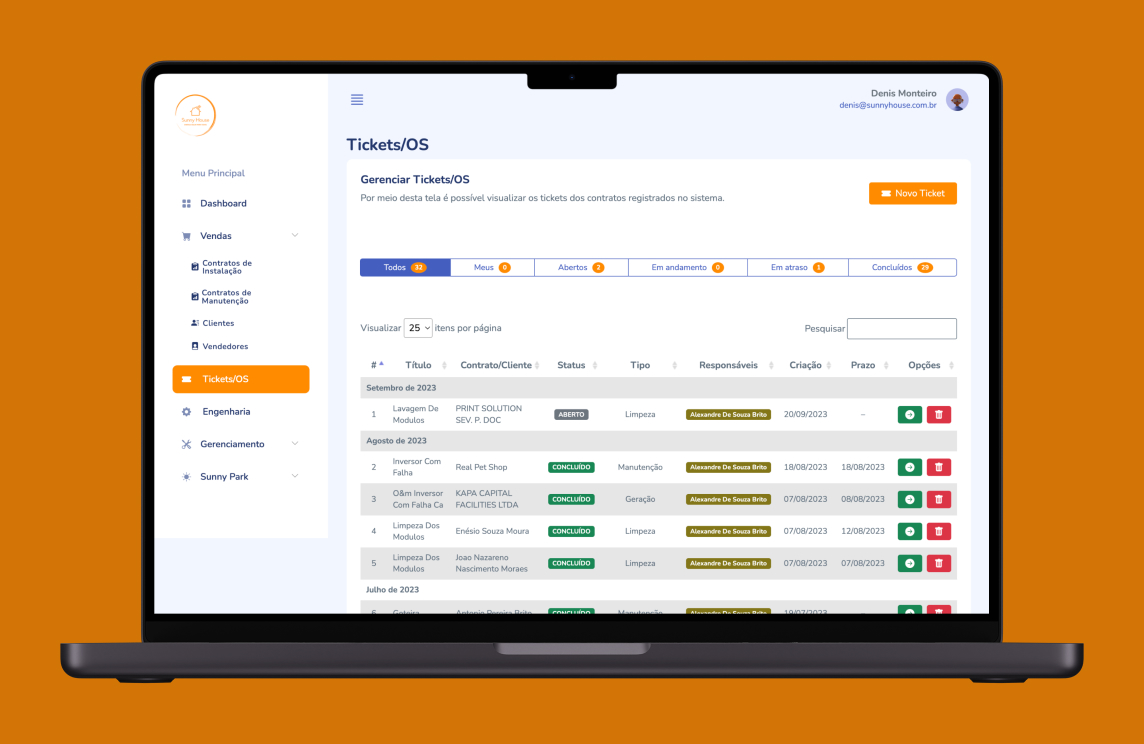 Sunny House
Denis Monteiro
denis@sunnyhouse.com.br
Menu Principal
Dashboard
Vendas
Contratos de
Instalação
Contratos de
Manutenção
Clientes
Vendedores
Tickets/OS
Engenharia
Gerenciamento
Sunny Park
Tickets/OS
Gerenciar Tickets/OS
Por meio desta tela é possível visualizar os tickets dos contratos registrados no sistema.
Novo Ticket
Todos 32 Meus 0 Abertos 2 Em andamento 0 Em atraso 1 Concluídos 29
Visualizar 25 itens por página Pesquisar
# Título Contrato/Cliente Status Tipo Responsáveis Criação Prazo Opções
Setembro de 2023
1 Lavagem De Modulos PRINT SOLUTION SEV. P. DOC ABERTO Limpeza Alexandre De Souza Brito 20/09/2023 –
Agosto de 2023
2 Inversor Com Falha Real Pet Shop CONCLUÍDO Manutenção Alexandre De Souza Brito 18/08/2023 18/08/2023
3 O&m Inversor Com Falha Ca KAPA CAPITAL FACILITIES LTDA CONCLUÍDO Geração Alexandre De Souza Brito 07/08/2023 08/08/2023
4 Limpeza Dos Modulos Enésio Souza Moura CONCLUÍDO Limpeza Alexandre De Souza Brito 07/08/2023 12/08/2023
5 Limpeza Dos Modulos Joao Nazareno Nascimento Moraes CONCLUÍDO Limpeza Alexandre De Souza Brito 07/08/2023 07/08/2023
Julho de 2023
6 Goteira Antonio Pereira Brito CONCLUÍDO Manutenção Alexandre De Souza Brito 19/07/2023 –